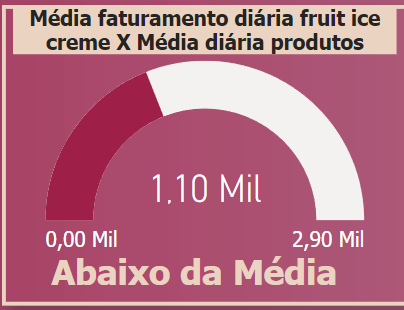 Média faturamento diária fruit ice
creme X Média diária produtos
1,10 Mil
0,00 Mil
2,90 Mil
Abaixo da Média